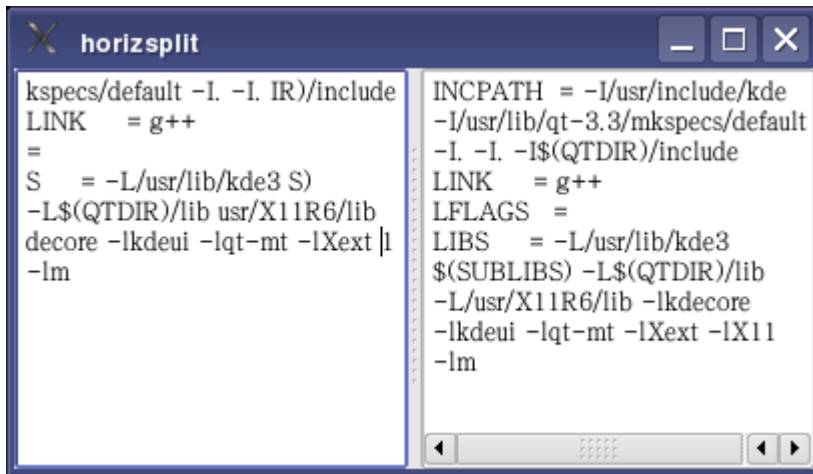 horizsplit
kspecs/default -I. -I. IR)/include
LINK = g++
=
S = -L/usr/lib/kde3 S)
-L$(QTDIR)/lib usr/X11R6/lib
decore -lkdeui -lqt-mt -lXext 1
-lm
INCPATH = -I/usr/include/kde
-I/usr/lib/qt-3.3/mkspecs/default
-I. -I. -I$(QTDIR)/include
LINK = g++
LFLAGS =
LIBS = -L/usr/lib/kde3
$(SUBLIBS) -L$(QTDIR)/lib
-L/usr/X11R6/lib -lkdecore
-lkdeui -lqt-mt -lXext -lX11
-lm